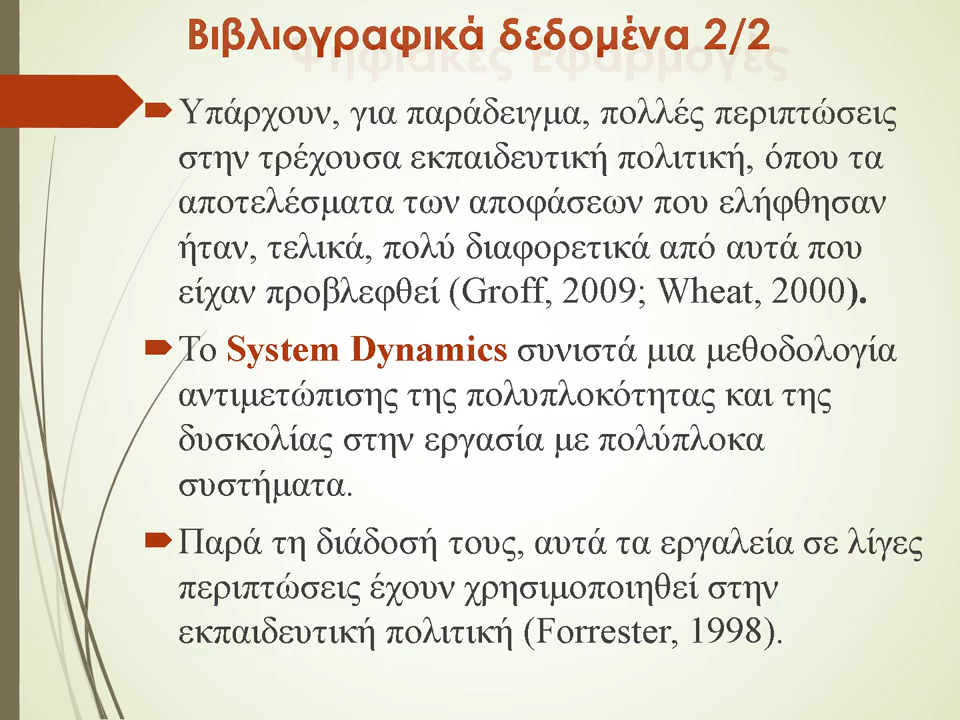 Βιβλιογραφικά δεδομένα 2/2
Ψηφιακές Εφαρμογές
Υπάρχουν, για παράδειγμα, πολλές περιπτώσεις
στην τρέχουσα εκπαιδευτική πολιτική, όπου τα
αποτελέσματα των αποφάσεων που ελήφθησαν
ήταν, τελικά, πολύ διαφορετικά από αυτά που
είχαν προβλεφθεί (Groff, 2009; Wheat, 2000).
Το System Dynamics συνιστά μια μεθοδολογία
αντιμετώπισης της πολυπλοκότητας και της
δυσκολίας στην εργασία με πολύπλοκα
συστήματα.
Παρά τη διάδοσή τους, αυτά τα εργαλεία σε λίγες
περιπτώσεις έχουν χρησιμοποιηθεί στην
εκπαιδευτική πολιτική (Forrester, 1998).